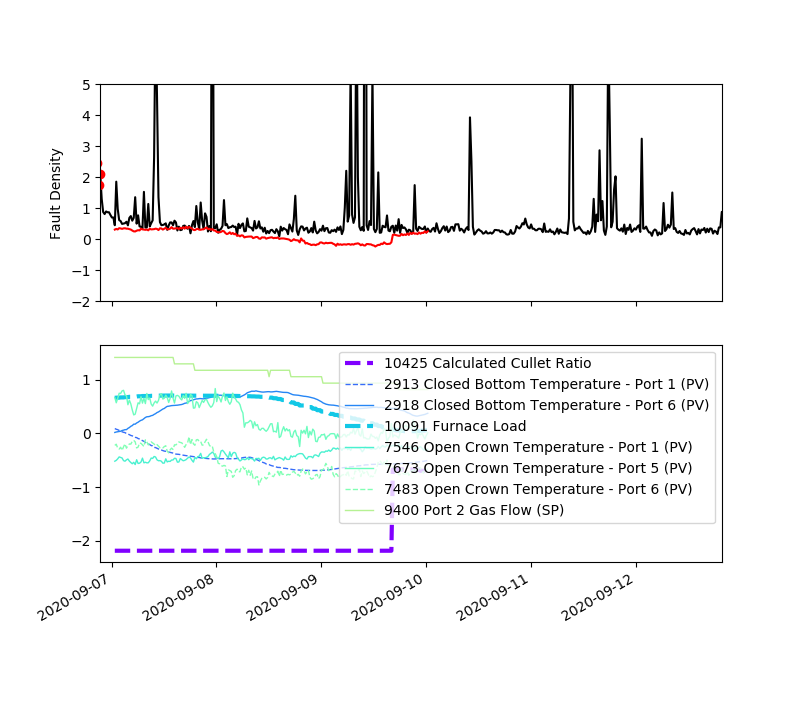 5
4
3
2
1
0
−1
−2
Fault Density
1
0
−1
−2
10425 Calculated Cullet Ratio
2913 Closed Bottom Temperature - Port 1 (PV)
2918 Closed Bottom Temperature - Port 6 (PV)
10091 Furnace Load
7546 Open Crown Temperature - Port 1 (PV)
7673 Open Crown Temperature - Port 5 (PV)
7483 Open Crown Temperature - Port 6 (PV)
9400 Port 2 Gas Flow (SP)
2020-09-07
2020-09-08
2020-09-09
2020-09-10
2020-09-11
2020-09-12